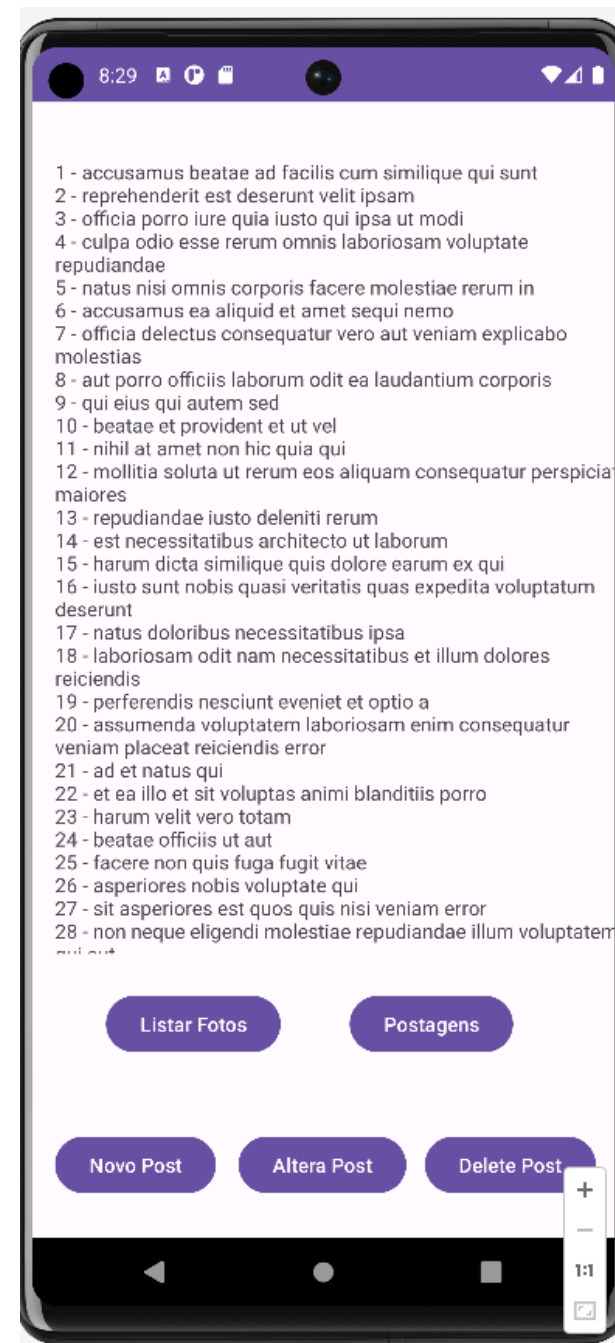 8:29
1 - accusamus beatae ad facilis cum similique qui sunt
2 - reprehenderit est deserunt velit ipsam
3 - officia porro iure quia iusto qui ipsa ut modi
4 - culpa odio esse rerum omnis laboriosam voluptate
repudiandae
5 - natus nisi omnis corporis facere molestiae rerum in
6 - accusamus ea aliquid et amet sequi nemo
7 - officia delectus consequatur vero aut veniam explicabo
molestias
8 - aut porro officiis laborum odit ea laudantium corporis
9 - qui eius qui autem sed
10 - beatae et provident et ut vel
11 - nihil at amet non hic quia qui
12 - mollitia soluta ut rerum eos aliquam consequatur perspiciat
maiores
13 - repudiandae iusto deleniti rerum
14 - est necessitatibus architecto ut laborum
15 - harum dicta similique quis dolore earum ex qui
16 - iusto sunt nobis quasi veritatis quas expedita voluptatum
deserunt
17 - natus doloribus necessitatibus ipsa
18 - laboriosam odit nam necessitatibus et illum dolores
reiciendis
19 - perferendis nesciunt eveniet et optio a
20 - assumenda voluptatem laboriosam enim consequatur
veniam placeat reiciendis error
21 - ad et natus qui
22 - et ea illo et sit voluptas animi blanditiis porro
23 - harum velit vero totam
24 - beatae officiis ut aut
25 - facere non quis fuga fugit vitae
26 - asperiores nobis voluptate qui
27 - sit asperiores est quos quis nisi veniam error
28 - non neque eligendi molestiae repudiandae illum voluptatem
Listar Fotos
Postagens
Novo Post
Altera Post
Delete Post
1:1